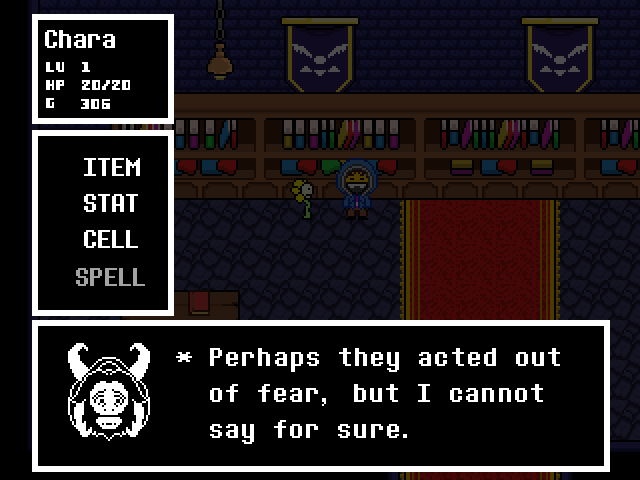 Chara
LV 1
HP 20/20
G 306
ITEM
STAT
CELL
SPELL
* Perhaps they acted out
of fear, but I cannot
say for sure.